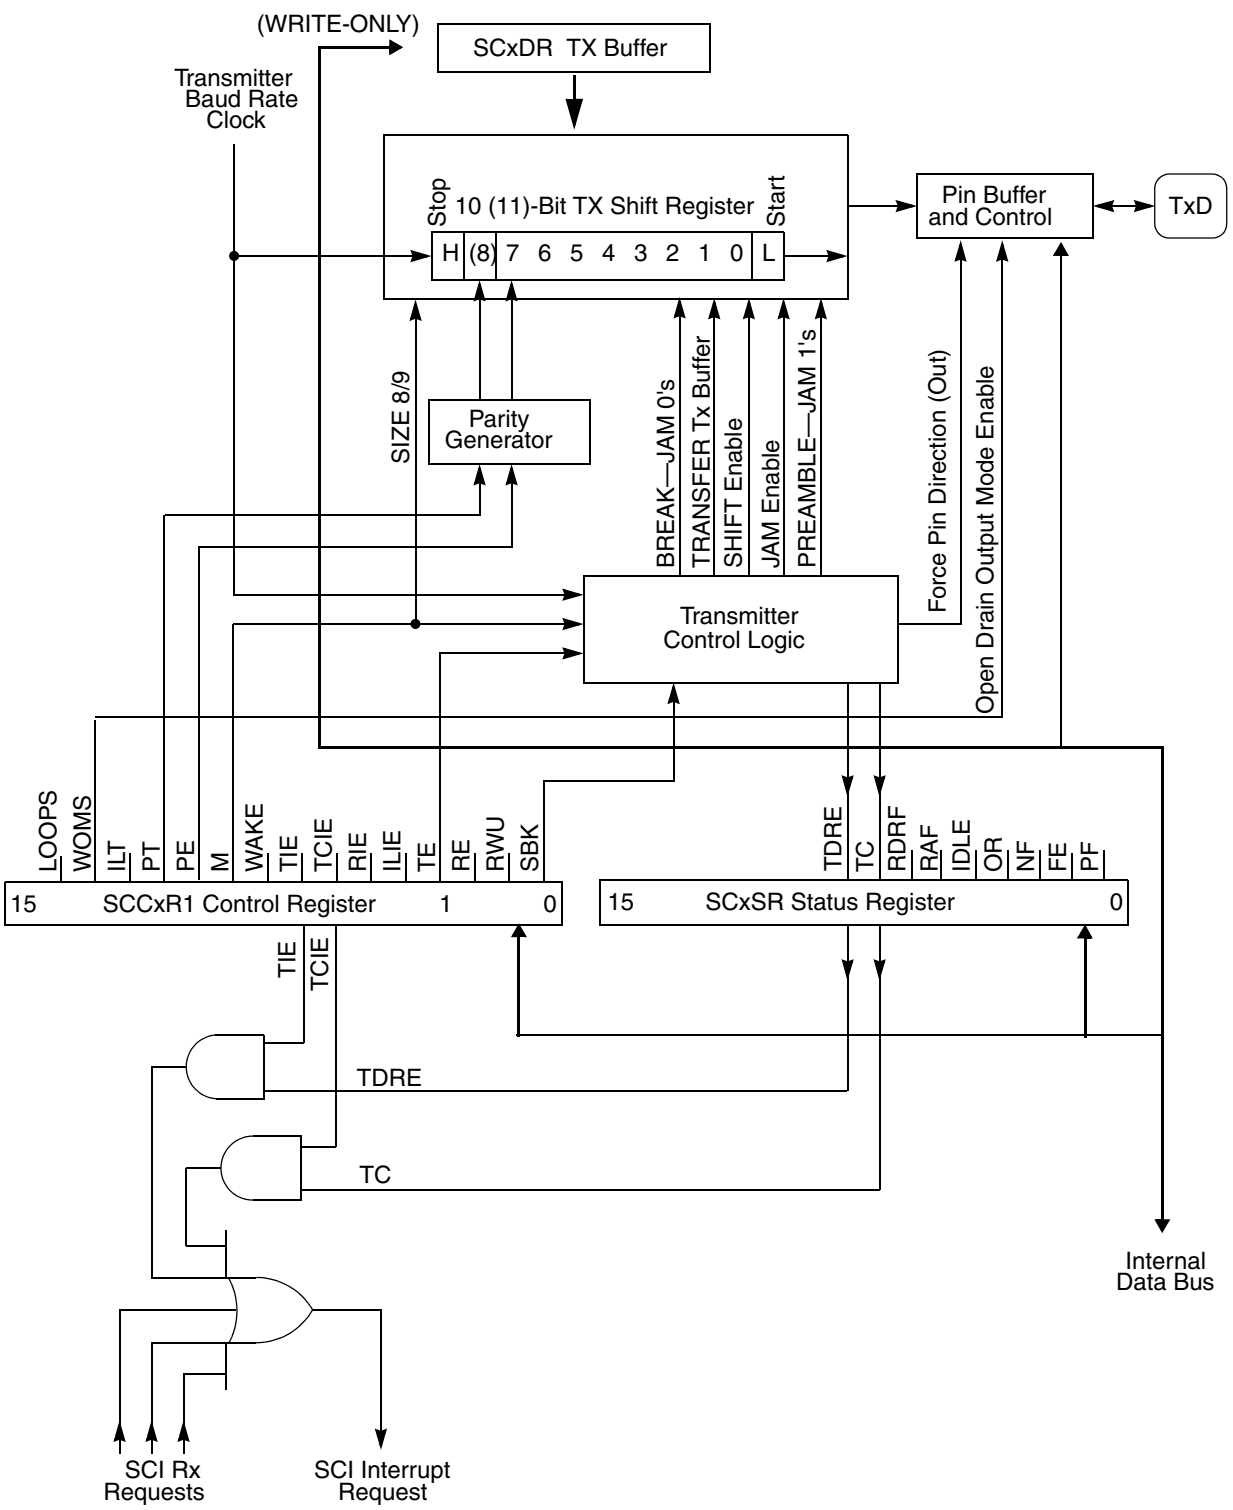 (WRITE-ONLY)
SCxDR TX Buffer
Transmitter
Baud Rate
Clock
Stop
10 (11)-Bit TX Shift Register
Start
H (8) 7 6 5 4 3 2 1 0 L
Pin Buffer
and Control
TxD
SIZE 8/9
Parity
Generator
BREAK—JAM 0's
TRANSFER Tx Buffer
SHIFT Enable
JAM Enable
PREAMBLE—JAM 1's
Force Pin Direction (Out)
Open Drain Output Mode Enable
Transmitter
Control Logic
LOOPS
WOMS
ILT
PT
PE
M
WAKE
TIE
TCIE
RIE
ILIE
TE
RE
RWU
SBK
TDRE
TC
RDRF
RAF
IDLE
OR
NF
FE
PF
15 SCCxR1 Control Register 1 0
15 SCxSR Status Register 0
TIE
TCIE
TDRE
TC
Internal
Data Bus
SCI Rx
Requests
SCI Interrupt
Request